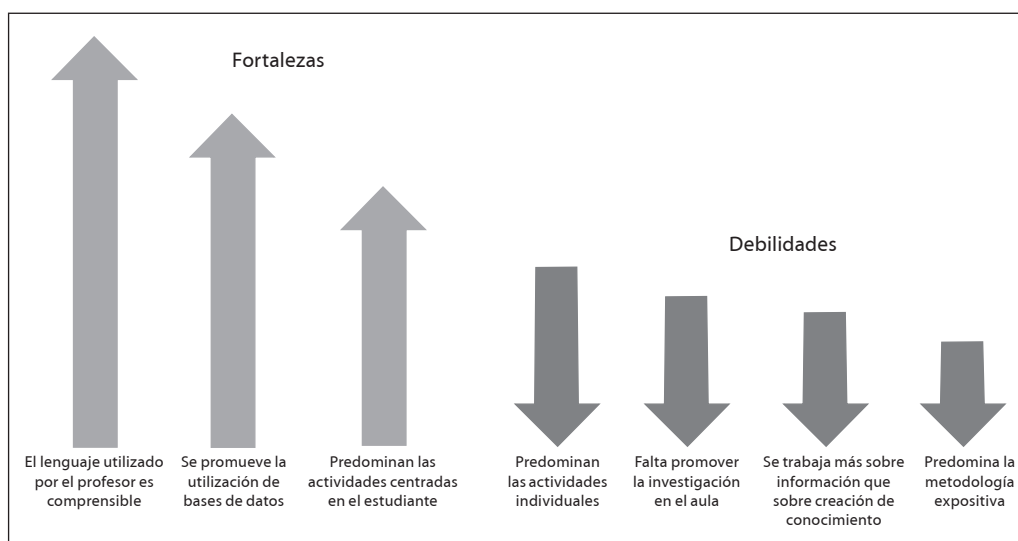 Fortalezas
Debilidades
El lenguaje utilizado
por el profesor es
comprensible
Se promueve la
utilización de
bases de datos
Predominan las
actividades centradas
en el estudiante
Predominan
las actividades
individuales
Falta promover
la investigación
en el aula
Se trabaja más sobre
información que
sobre creación de
conocimiento
Predomina la
metodología
expositiva